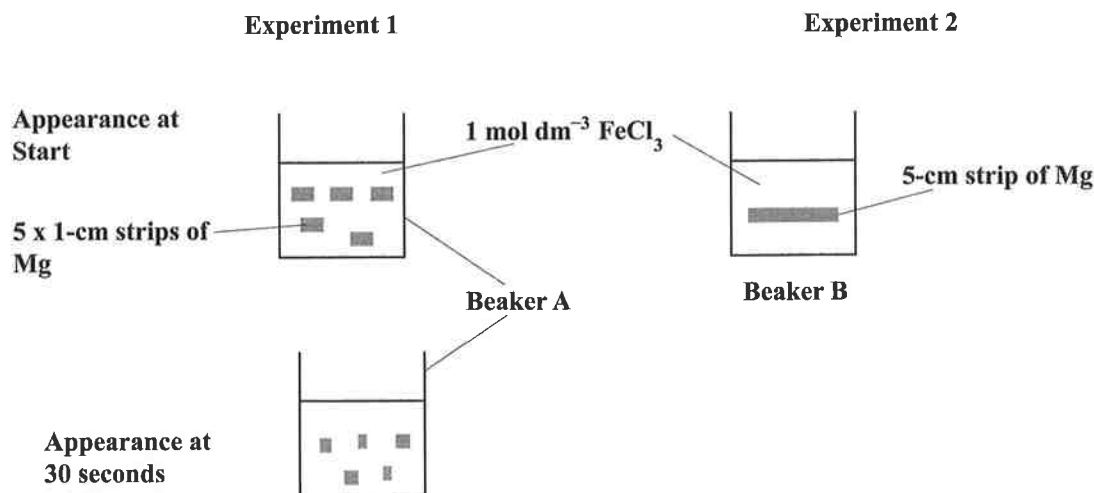 Experiment 1
Experiment 2
Appearance at
Start
1 mol dm⁻³ FeCl₃
5-cm strip of Mg
5 x 1-cm strips of
Mg
Beaker A
Beaker B
Appearance at
30 seconds